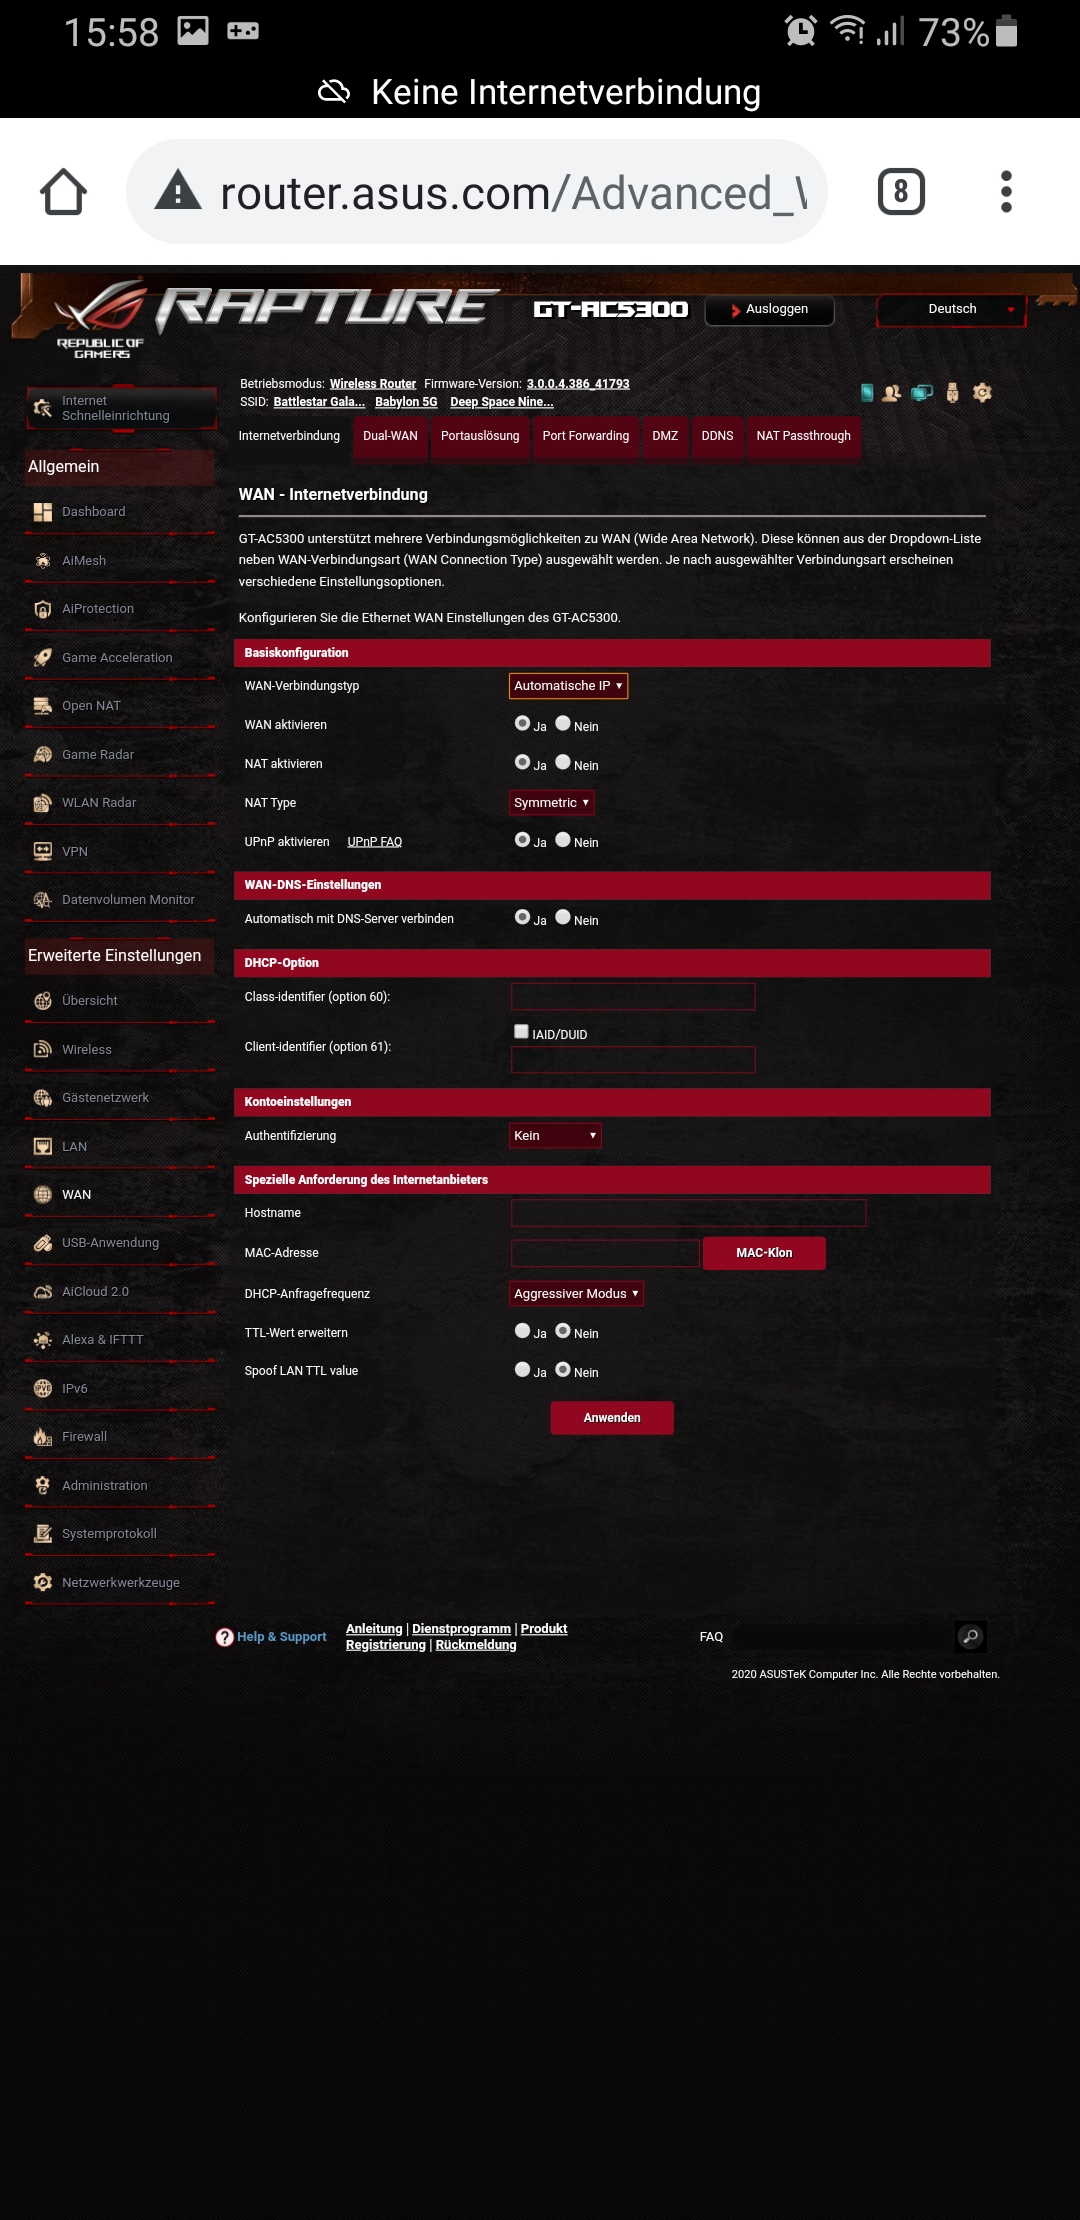 15:58
73%
Keine Internetverbindung
router.asus.com/Advanced_
8
RAPTURE
REPUBLIC OF
GAMERS
GT-AC5300
Ausloggen
Deutsch
Betriebsmodus: Wireless Router Firmware-Version: 3.0.0.4.386_41793
SSID: Battlestar Gala... Babylon 5G Deep Space Nine...
Internet
Schnelleinrichtung
Internetverbindung Dual-WAN Portauslösung Port Forwarding DMZ DDNS NAT Passthrough
Allgemein
Dashboard
AiMesh
AiProtection
Game Acceleration
Open NAT
Game Radar
WLAN Radar
VPN
Datenvolumen Monitor
Erweiterte Einstellungen
Übersicht
Wireless
Gästenetzwerk
LAN
WAN
USB-Anwendung
AiCloud 2.0
Alexa & IFTTT
IPv6
Firewall
Administration
Systemprotokoll
Netzwerkwerkzeuge
WAN - Internetverbindung
GT-AC5300 unterstützt mehrere Verbindungsmöglichkeiten zu WAN (Wide Area Network). Diese können aus der Dropdown-Liste
neben WAN-Verbindungsart (WAN Connection Type) ausgewählt werden. Je nach ausgewählter Verbindungsart erscheinen
verschiedene Einstellungsoptionen.
Konfigurieren Sie die Ethernet WAN Einstellungen des GT-AC5300.
Basiskonfiguration
WAN-Verbindungstyp Automatische IP
WAN aktivieren Ja Nein
NAT aktivieren Ja Nein
NAT Type Symmetric
UPnP aktivieren UPnP FAQ Ja Nein
WAN-DNS-Einstellungen
Automatisch mit DNS-Server verbinden Ja Nein
DHCP-Option
Class-identifier (option 60):
IAID/DUID
Client-identifier (option 61):
Kontoeinstellungen
Authentifizierung Kein
Spezielle Anforderung des Internetanbieters
Hostname
MAC-Adresse MAC-Klon
DHCP-Anfragefrequenz Aggressiver Modus
TTL-Wert erweitern Ja Nein
Spoof LAN TTL value Ja Nein
Anwenden
Help & Support
Anleitung | Dienstprogramm | Produkt
Registrierung | Rückmeldung
FAQ
2020 ASUSTeK Computer Inc. Alle Rechte vorbehalten.